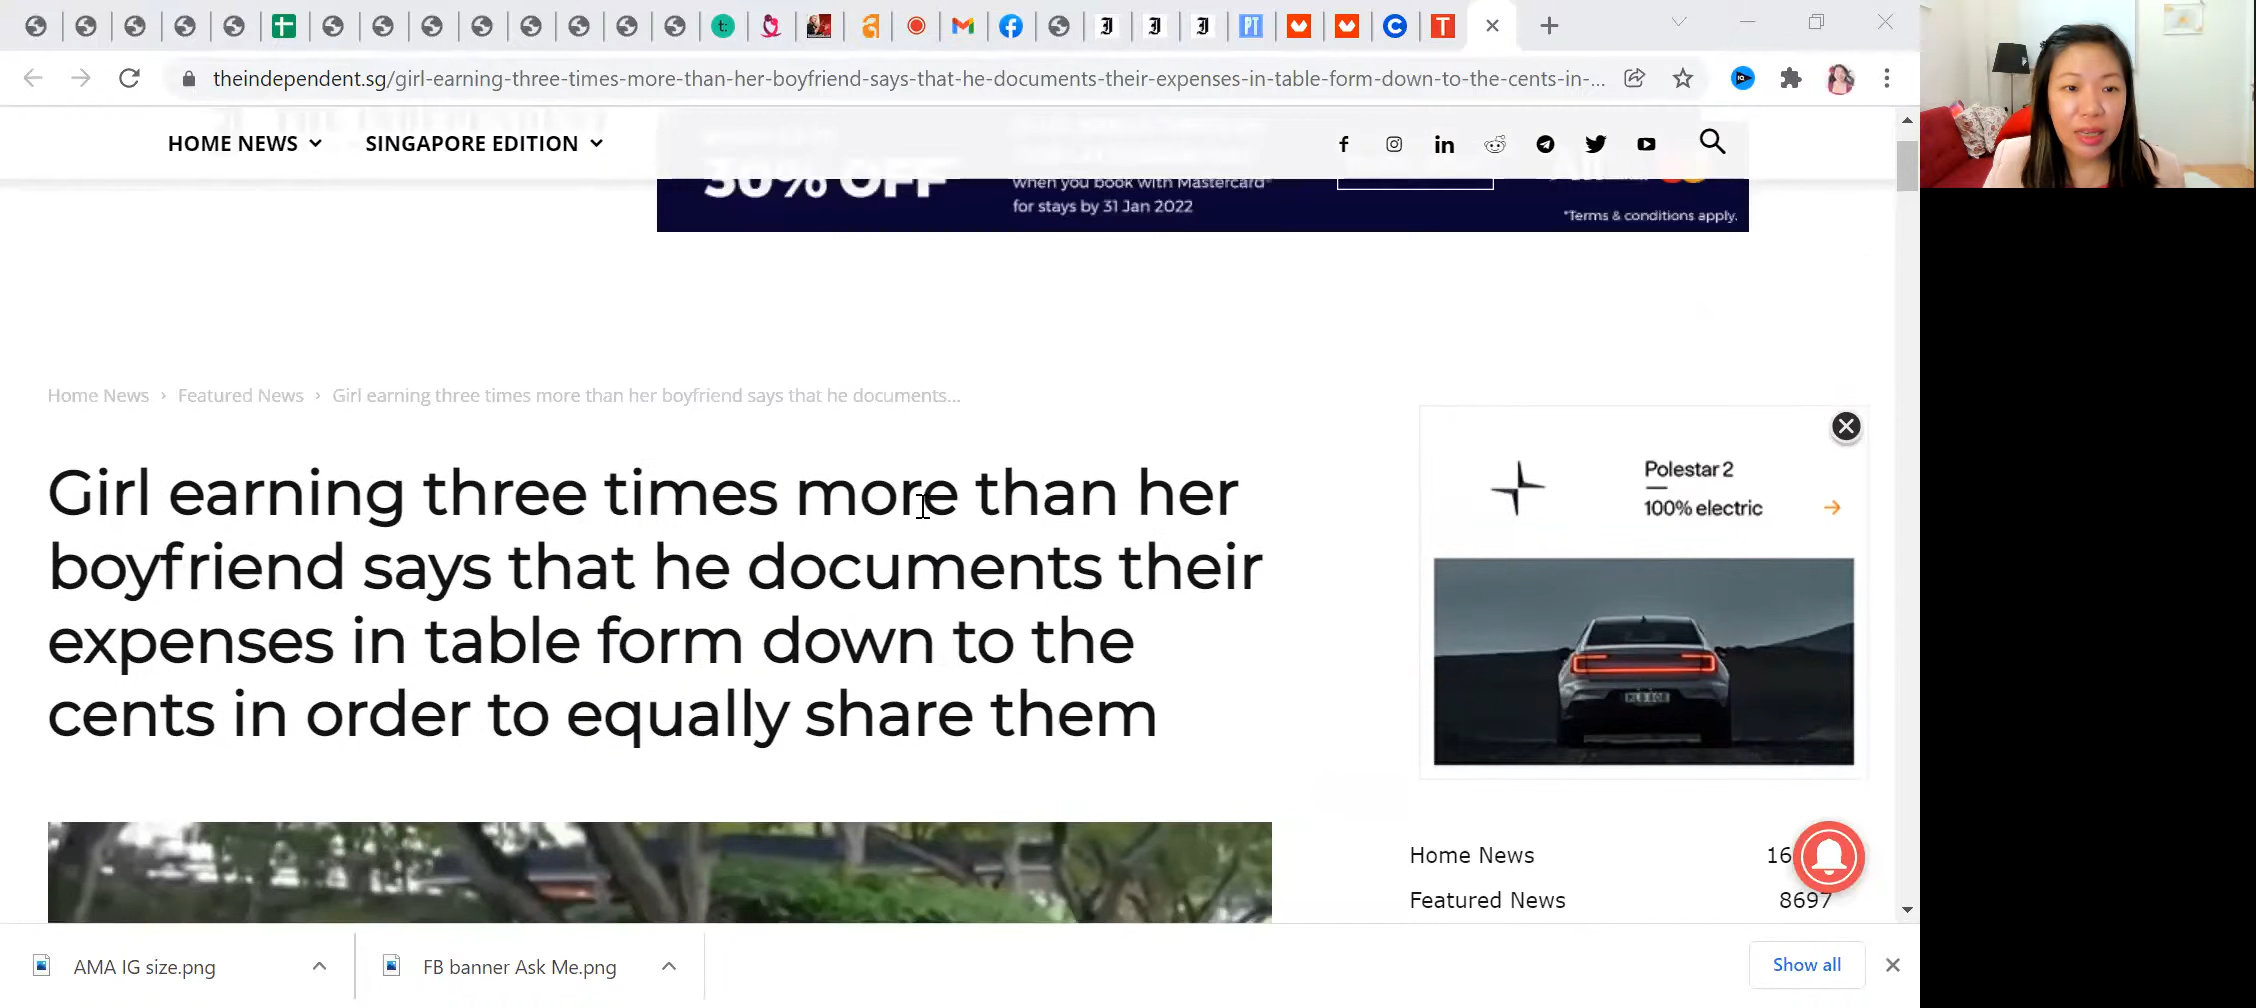 theindependent.sg/girl-earning-three-times-more-than-her-boyfriend-says-that-he-documents-their-expenses-in-table-form-down-to-the-cents-in-...
HOME NEWS
SINGAPORE EDITION
30% OFF
when you book with Mastercard®
for stays by 31 Jan 2022
*Terms & conditions apply.
Home News › Featured News › Girl earning three times more than her boyfriend says that he documents...
Girl earning three times more than her
boyfriend says that he documents their
expenses in table form down to the
cents in order to equally share them
Polestar 2
100% electric
Home News 16
Featured News 8697
AMA IG size.png
FB banner Ask Me.png
Show all